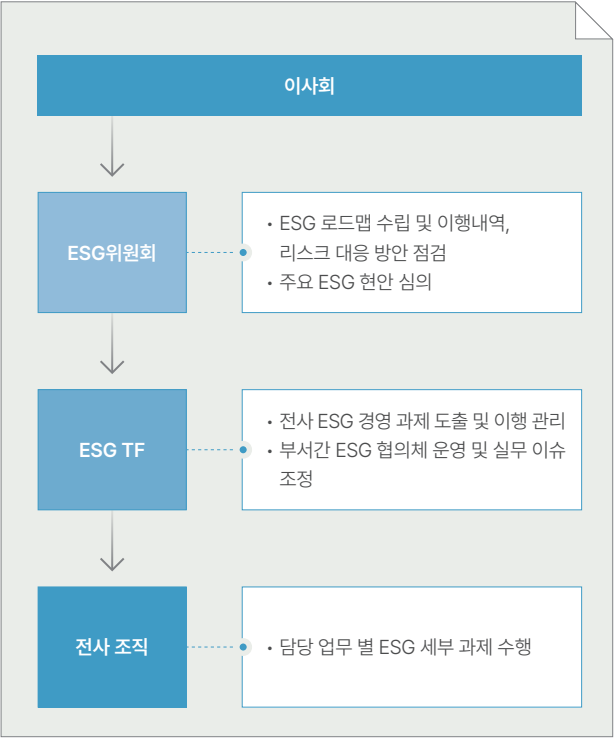 이사회
ESG위원회
• ESG 로드맵 수립 및 이행내역,
리스크 대응 방안 점검
• 주요 ESG 현안 심의
ESG TF
• 전사 ESG 경영 과제 도출 및 이행 관리
• 부서간 ESG 협의체 운영 및 실무 이슈
조정
전사 조직
• 담당 업무 별 ESG 세부 과제 수행